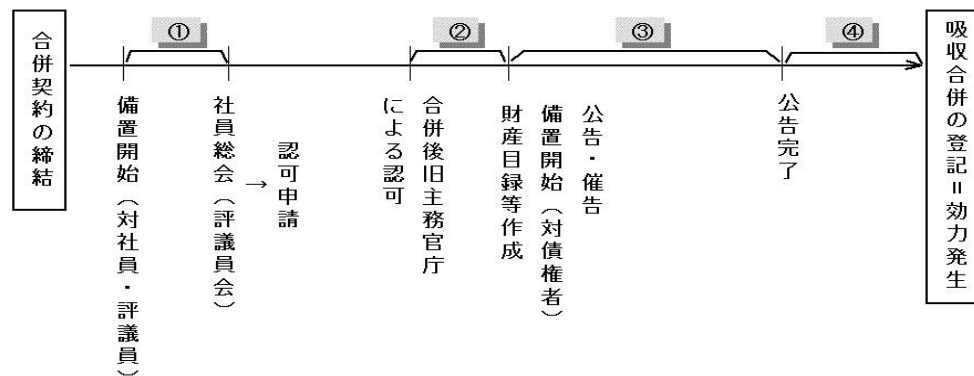 合併契約の締結
①
②
③
④
備置開始（対社員・評議員）
社員総会（評議員会）
→
認可申請
合併後旧主務官庁
による認可
財産目録等作成
備置開始（対債権者）
公告・催告
公告完了
吸収合併の登記＝効力発生